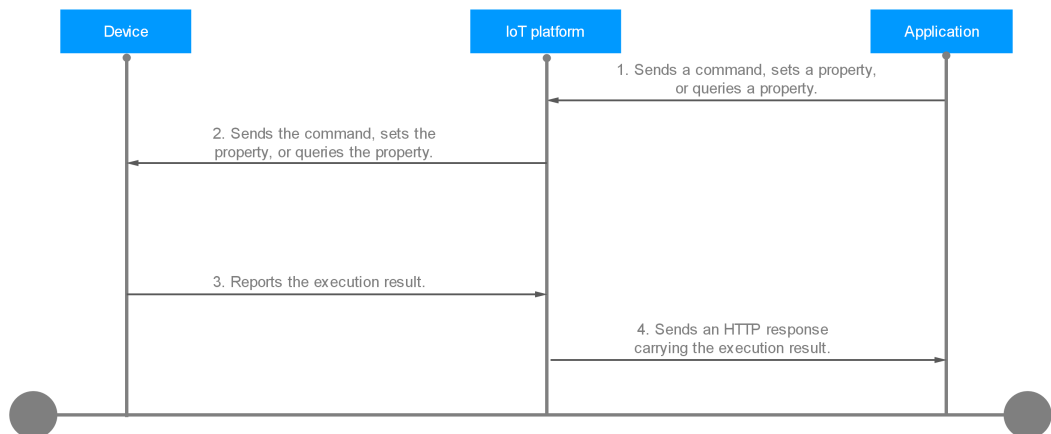 Device
IoT platform
Application
1. Sends a command, sets a property,
or queries a property.
2. Sends the command, sets the
property, or queries the property.
3. Reports the execution result.
4. Sends an HTTP response
carrying the execution result.